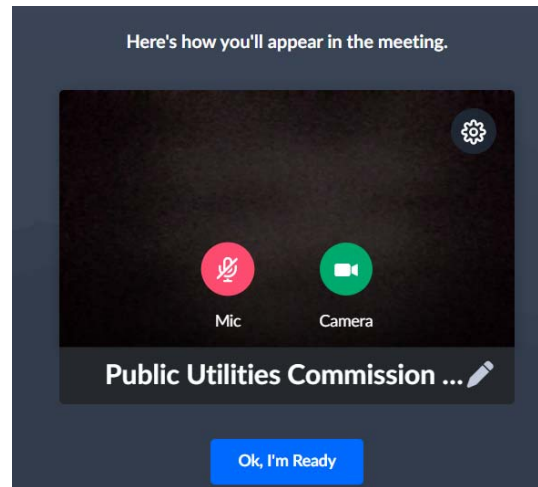 Here's how you'll appear in the meeting.
Mic Camera
Public Utilities Commission ...
Ok, I'm Ready